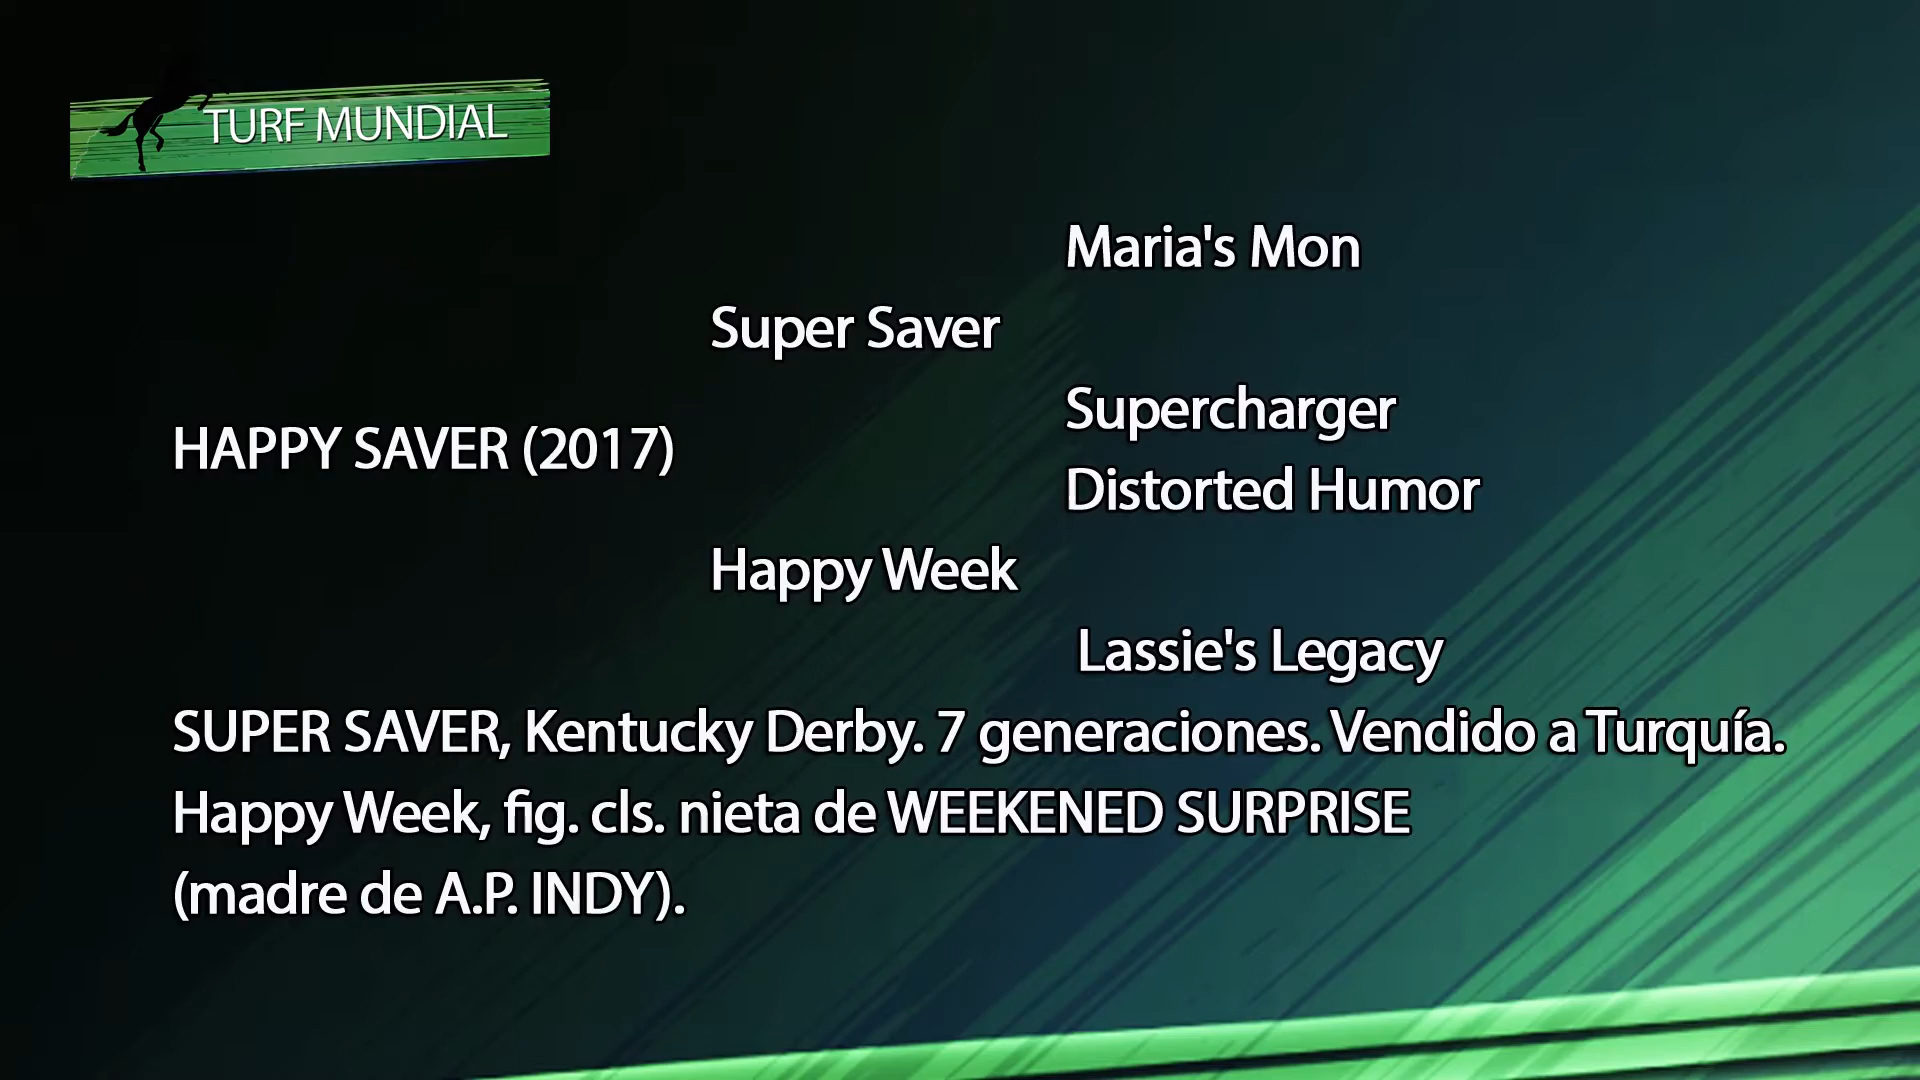 TURF MUNDIAL
Maria's Mon
Super Saver
Supercharger
HAPPY SAVER (2017)
Distorted Humor
Happy Week
Lassie's Legacy
SUPER SAVER, Kentucky Derby. 7 generaciones. Vendido a Turquía.
Happy Week, fig. cls. nieta de WEEKENED SURPRISE
(madre de A.P. INDY).